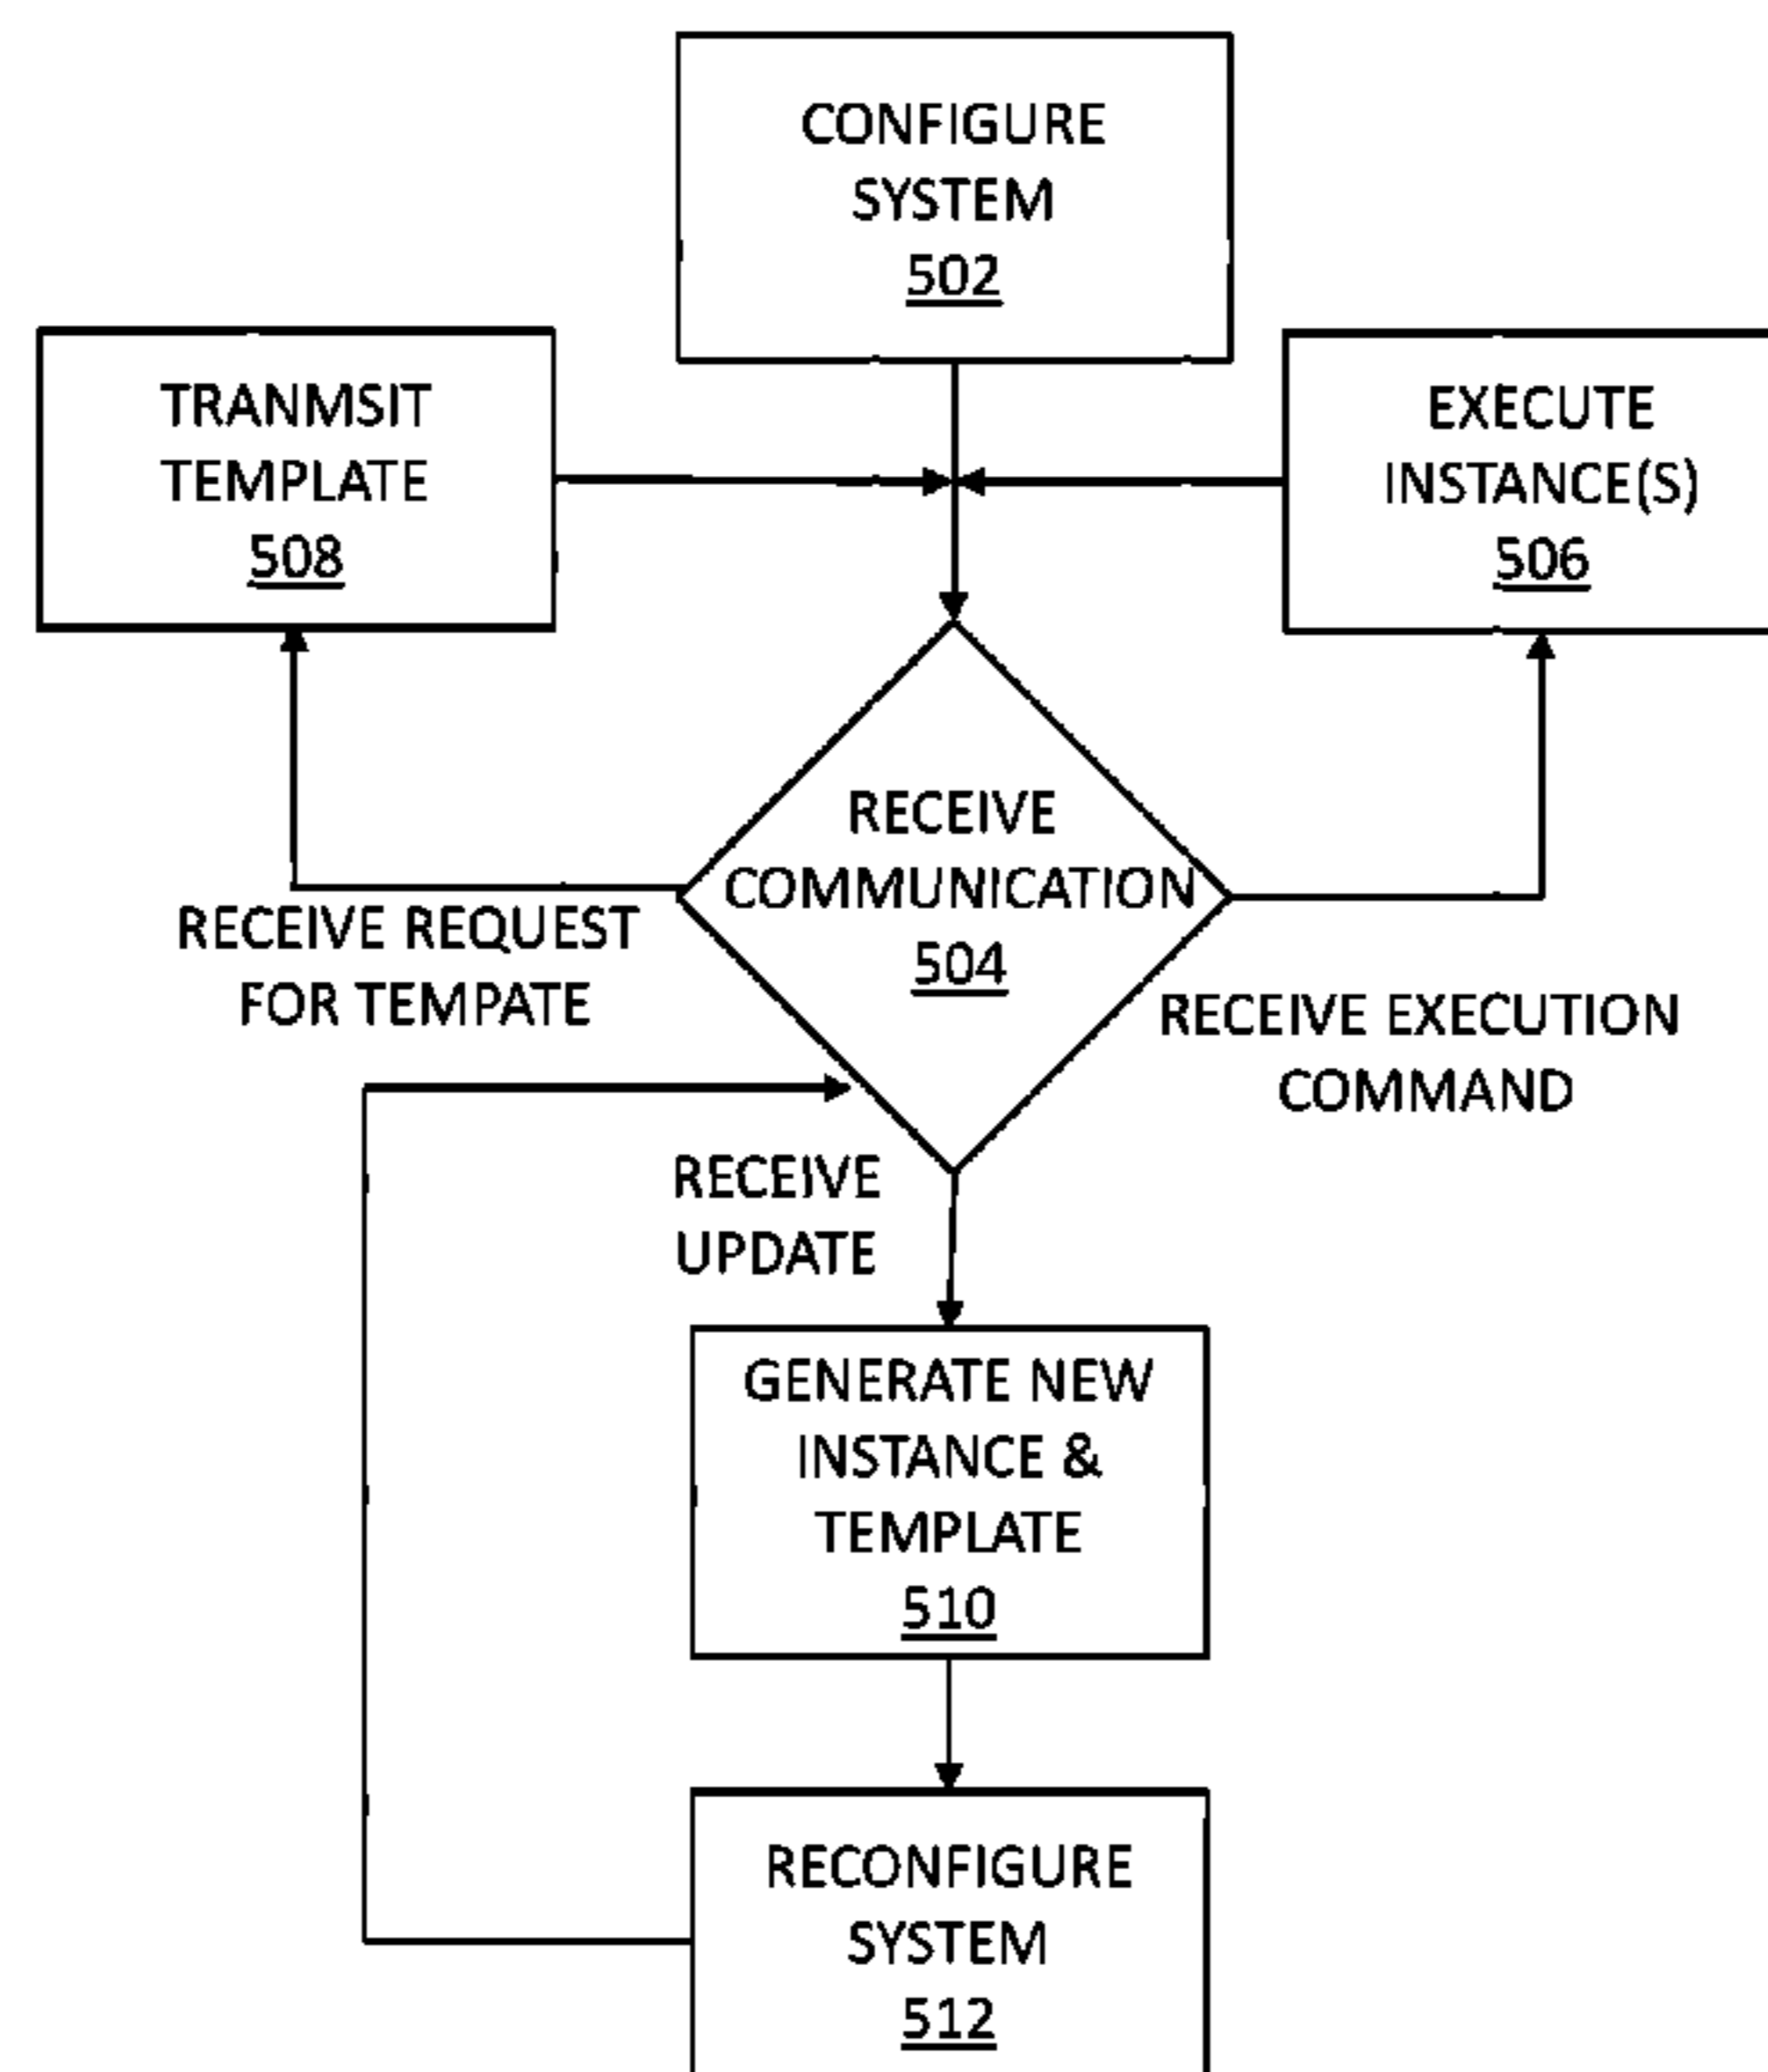 CONFIGURE
SYSTEM
502
TRANMSIT
TEMPLATE
508
EXECUTE
INSTANCE(S)
506
RECEIVE
COMMUNICATION
504
RECEIVE REQUEST
FOR TEMPATE
RECEIVE EXECUTION
COMMAND
RECEIVE
UPDATE
GENERATE NEW
INSTANCE &
TEMPLATE
510
RECONFIGURE
SYSTEM
512